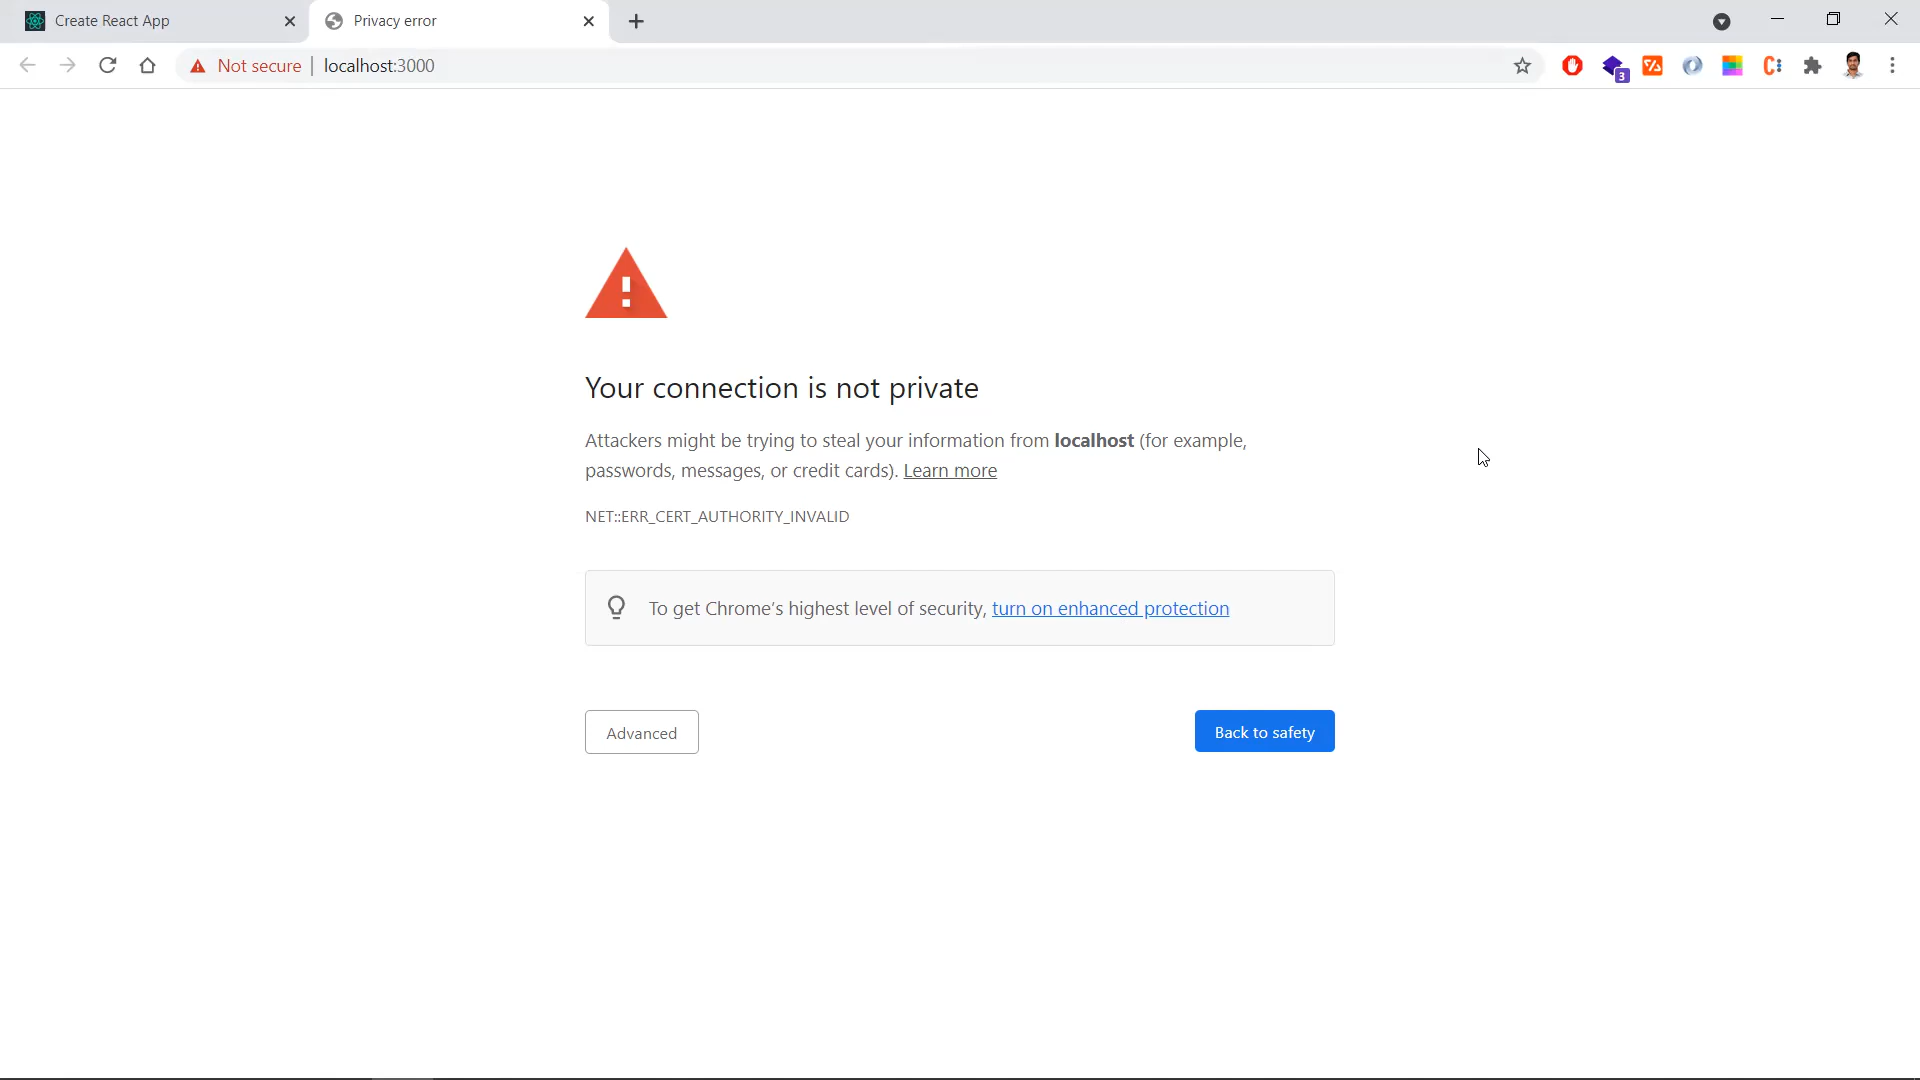 Create React App
Privacy error
Not secure
localhost:3000
3
Your connection is not private
Attackers might be trying to steal your information from localhost (for example,
passwords, messages, or credit cards). Learn more
NET::ERR_CERT_AUTHORITY_INVALID
To get Chrome's highest level of security, turn on enhanced protection
Advanced
Back to safety